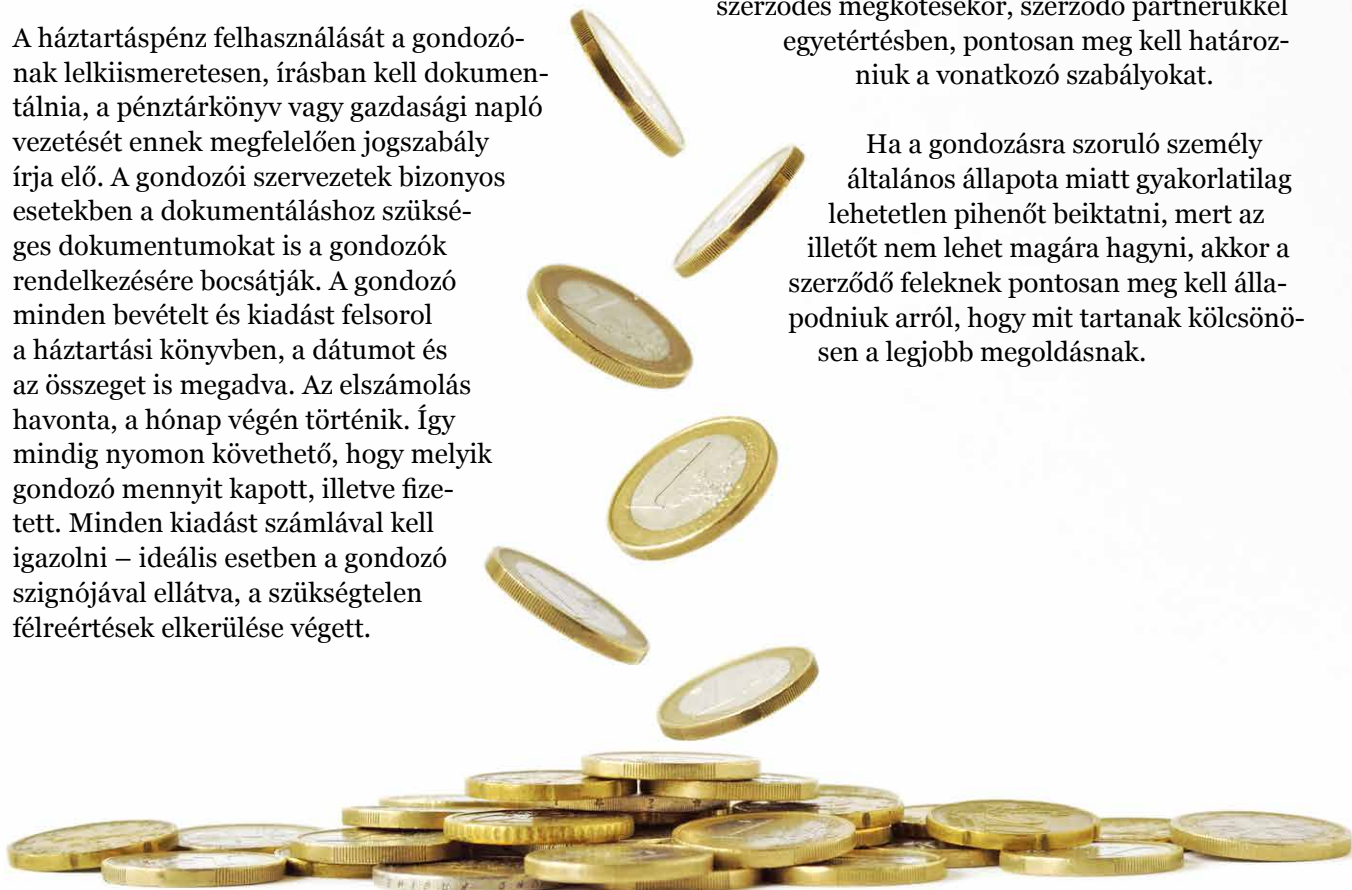 A háztartáspénz felhasználását a gondozó-
nak lelkiismeretesen, írásban kell dokumen-
tálnia, a pénztárkönyv vagy gazdasági napló
vezetését ennek megfelelően jogszabály
írja elő. A gondozói szervezetek bizonyos
esetekben a dokumentáláshoz szüksé-
ges dokumentumokat is a gondozók
rendelkezésére bocsátják. A gondozó
minden bevételt és kiadást felsorol
a háztartási könyvben, a dátumot és
az összeget is megadva. Az elszámolás
havonta, a hónap végén történik. Így
mindig nyomon követhető, hogy melyik
gondozó mennyit kapott, illetve fize-
tett. Minden kiadást számlával kell
igazolni – ideális esetben a gondozó
szignójával ellátva, a szükségtelen
félreértések elkerülése végett.
szerződés megkötésekor, szerződő partnerükkel
egyetértésben, pontosan meg kell határoz-
niuk a vonatkozó szabályokat.
Ha a gondozásra szoruló személy
általános állapota miatt gyakorlatilag
lehetetlen pihenőt beiktatni, mert az
illetőt nem lehet magára hagyni, akkor a
szerződő feleknek pontosan meg kell álla-
podniuk arról, hogy mit tartanak kölcsönö-
sen a legjobb megoldásnak.